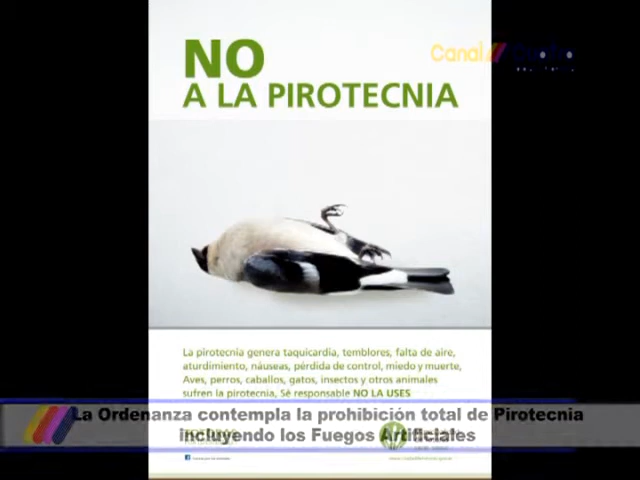 NO
A LA PIROTECNIA
Canal
La pirotecnia genera taquicardía, temblores, falta de aire,
aturdimiento, náuseas, pérdida de control, miedo y muerte,
Aves, perros, caballos, gatos, insectos y otros animales
sufren la pirotecnia, Sé responsable NO LA USES
La Ordenanza contempla la prohibición total de Pirotecnia
incluyendo los Fuegos Artificiales